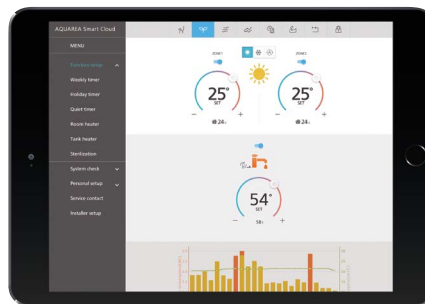 AQUAREA Smart Cloud
MENU
Function setup
Weekly timer
Holiday timer
Quiet timer
Room heater
Tank heater
Sterilization
System check
Personal setup
Service contact
Installer setup
ZONE1
ZONE2
25°
SET
- +
24
25°
SET
- +
24
54°
SET
- +
58